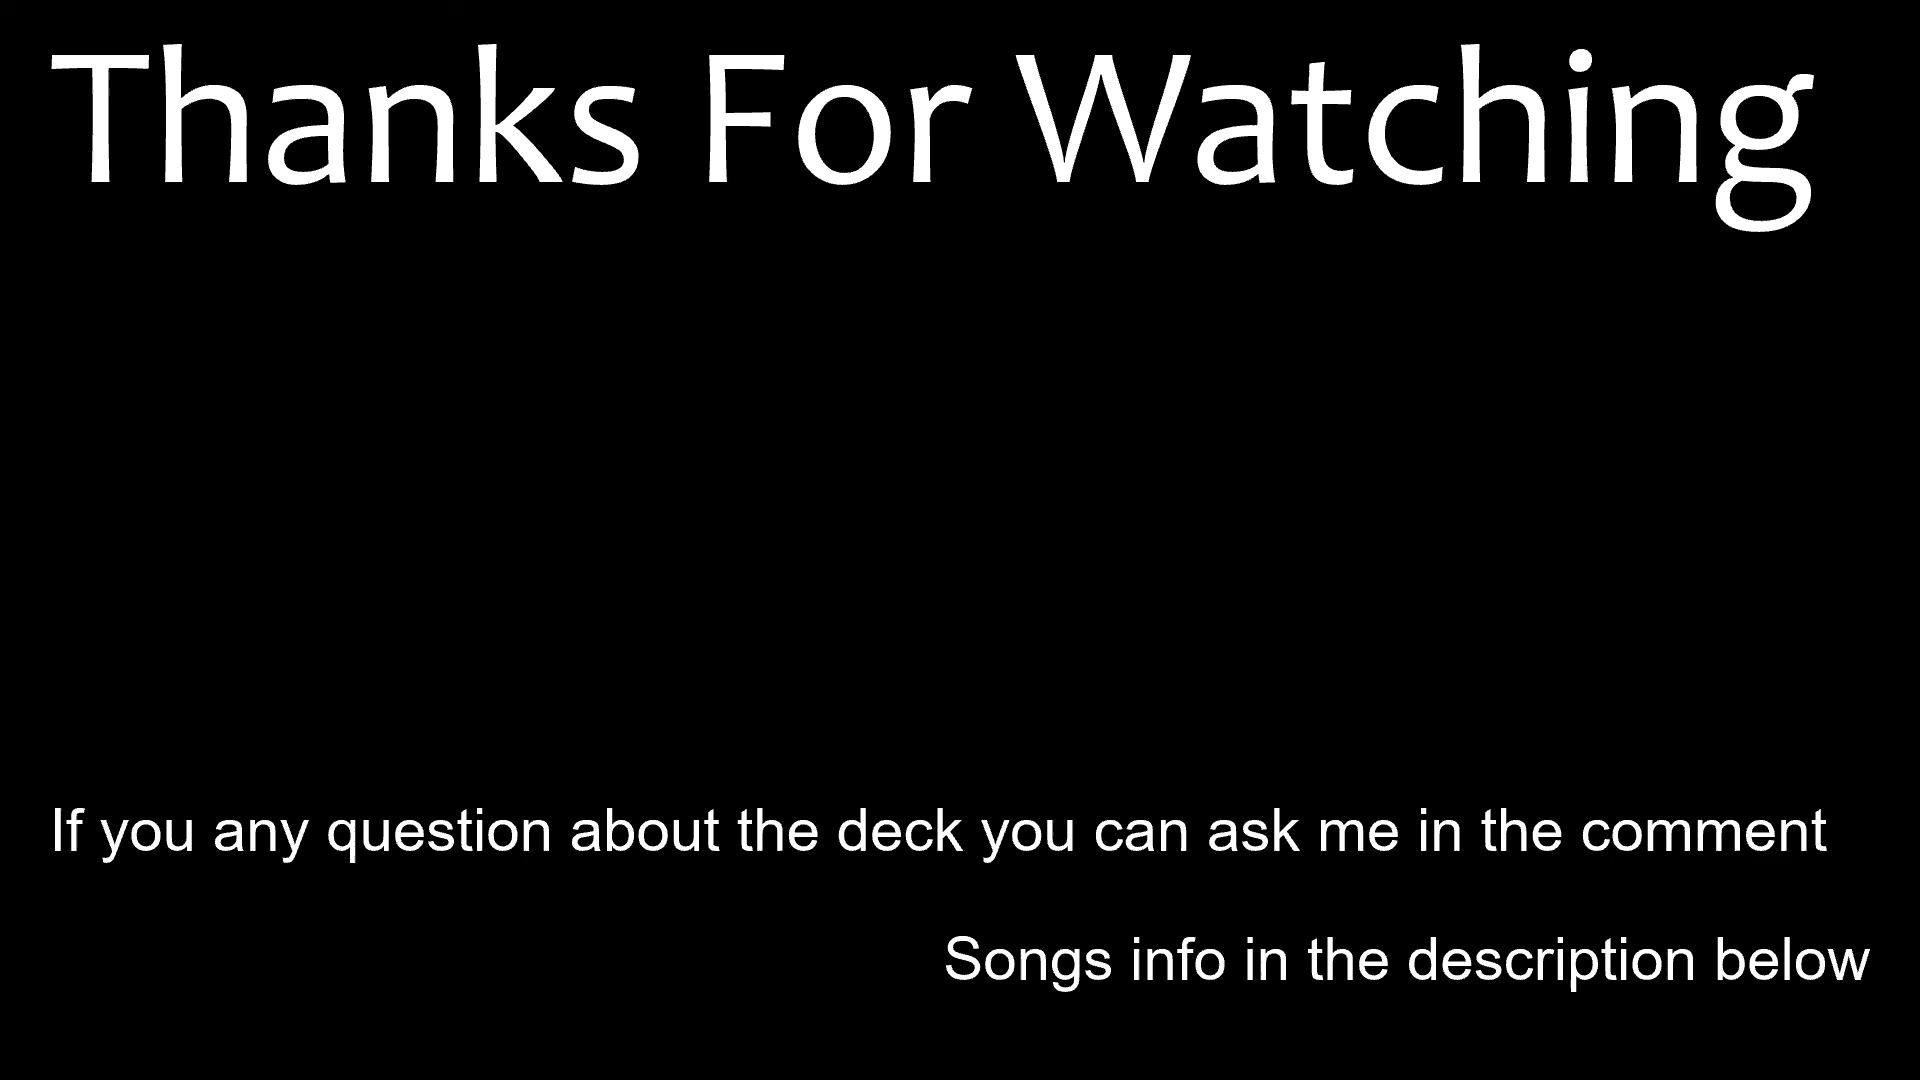 Thanks For Watching
If you any question about the deck you can ask me in the comment
Songs info in the description below